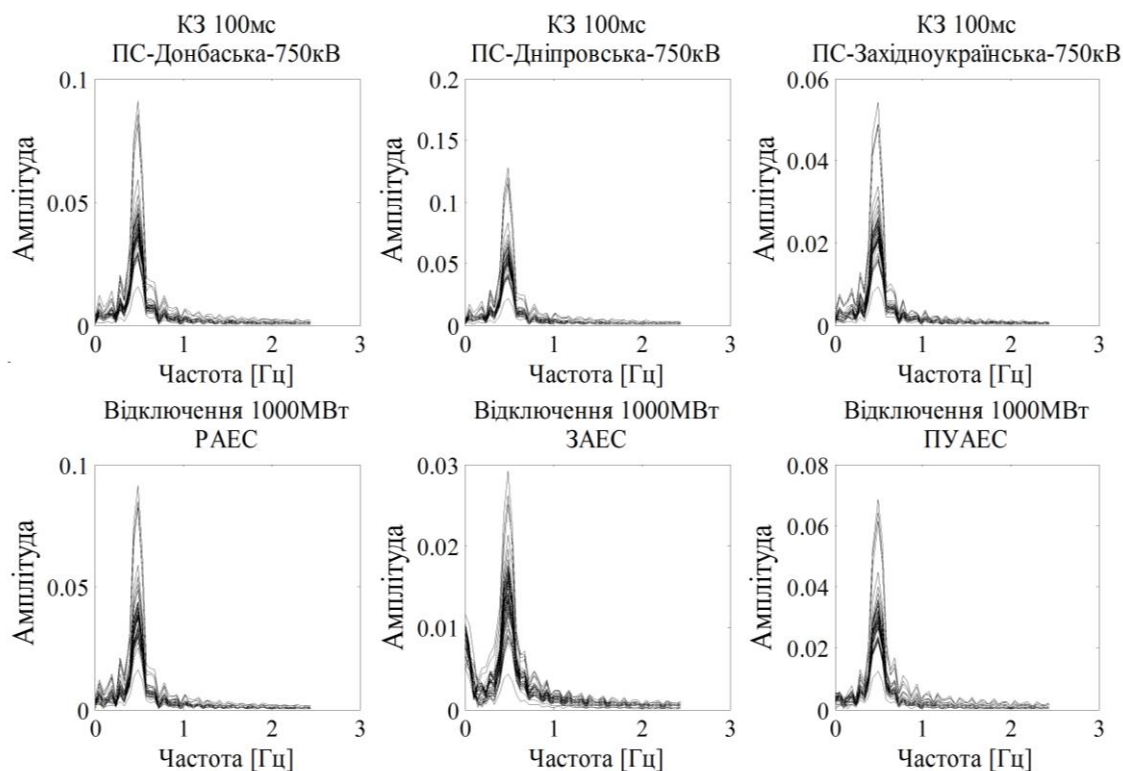 КЗ 100мс
ПС-Донбаська-750кВ
0.1
0.05
0
Амплітуда
0 1 2 3
Частота [Гц]
КЗ 100мс
ПС-Дніпровська-750кВ
0.2
0.15
0.1
0.05
0
Амплітуда
0 1 2 3
Частота [Гц]
КЗ 100мс
ПС-Західноукраїнська-750кВ
0.06
0.04
0.02
0
Амплітуда
0 1 2 3
Частота [Гц]
Відключення 1000МВт
РАЕС
0.1
0.05
0
Амплітуда
0 1 2 3
Частота [Гц]
Відключення 1000МВт
ЗАЕС
0.03
0.02
0.01
0
Амплітуда
0 1 2 3
Частота [Гц]
Відключення 1000МВт
ПУАЕС
0.08
0.06
0.04
0.02
0
Амплітуда
0 1 2 3
Частота [Гц]